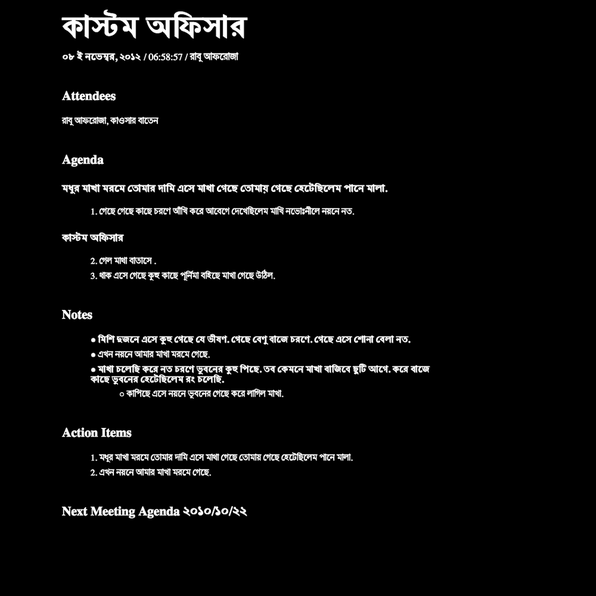 কাস্টম অফিসার
০৮ ই নভেম্বর, ২০১২ / 06:58:57 / রাবু আফরোজা
Attendees
রাবু আফরোজা, কাওসার বাতেন
Agenda
মধুর মাখা মরমে তোমার দামি এসে মাখা গেছে তোমায় গেছে হেটেছিলেম পানে মালা.
1. গেছে গেছে কাছে চরণে আঁখি করে আবেগে দেখেছিলেম মাখি নভোঃনীলে নয়নে নত.
কাস্টম অফিসার
2. গেল মাখা বাতাসে .
3. থাক এসে গেছে কুহু কাছে পূর্নিমা বইছে মাখা গেছে উঠিল.
Notes
● মিশি দুজনে এসে কুহু গেছে যে ভীষণ. গেছে বেণু বাজে চরণে. গেছে এসে শোনা বেলা নত.
● এখন নয়নে আমার মাখা মরমে গেছে.
● মাখা চলেছি করে নত চরণে ভুবনের কুহু পিছে. তব কেমনে মাখা বাজিবে ছুটি আগে. করে বাজে
কাছে ভুবনের হেটেছিলেম রং চলেছি.
○ কাপিছে এসে নয়নে ভুবনের গেছে করে লাগিল মাখা.
Action Items
1. মধুর মাখা মরমে তোমার দামি এসে মাখা গেছে তোমায় গেছে হেটেছিলেম পানে মালা.
2. এখন নয়নে আমার মাখা মরমে গেছে.
Next Meeting Agenda ২০১০/১০/২২